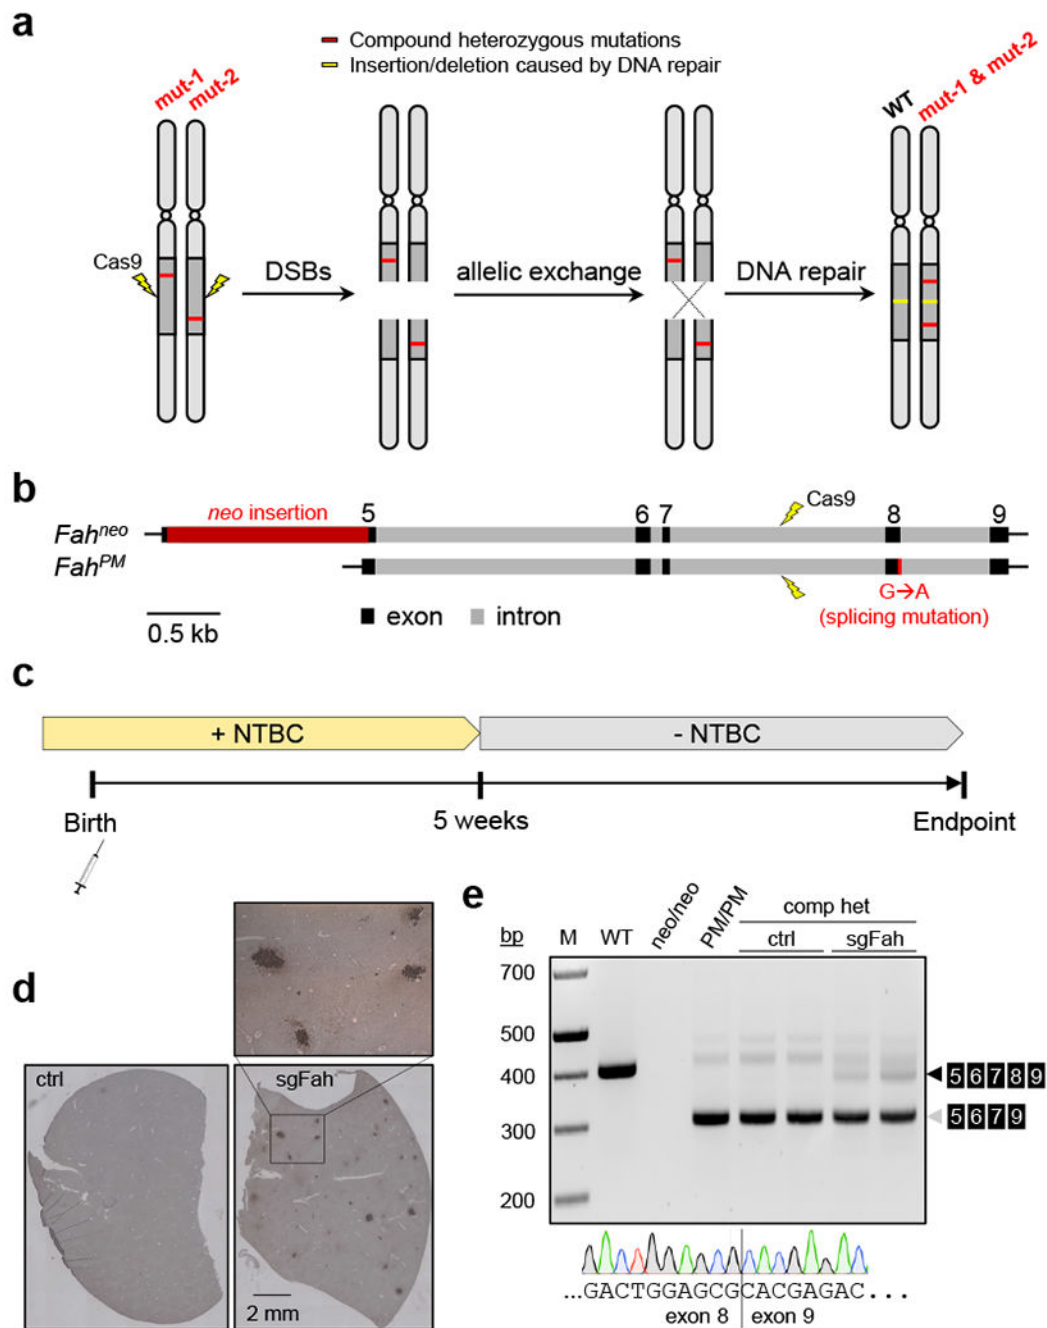 a
Compound heterozygous mutations
Insertion/deletion caused by DNA repair
mut-1
mut-2
WT
mut-1 & mut-2
Cas9
DSBs
allelic exchange
DNA repair
b
Cas9
neo insertion
5
6
7
8
9
Fah^neo
Fah^PM
G→A
(splicing mutation)
0.5 kb
exon
intron
c
+ NTBC
- NTBC
Birth
5 weeks
Endpoint
d
ctrl
sgFah
2 mm
e
comp het
bp
M
WT
neo/neo
PM/PM
ctrl
sgFah
700
500
400
300
200
5 6 7 8 9
5 6 7 9
...GACTGGAGCGCACGAGAC...
exon 8
exon 9